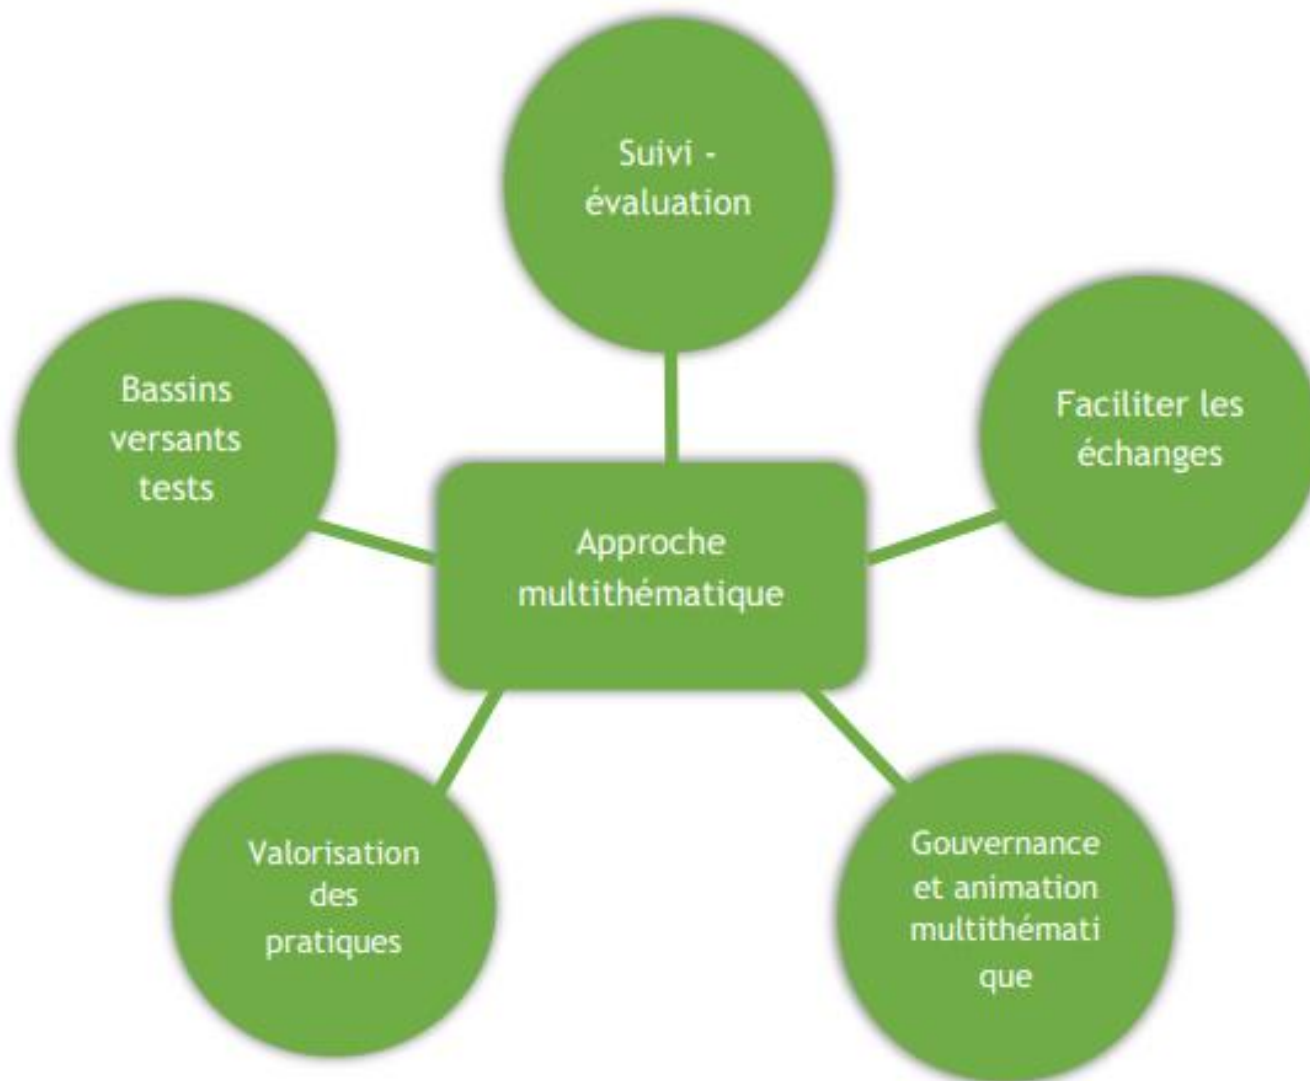 Suivi -
évaluation
Bassins
versants
tests
Faciliter les
échanges
Approche
multithématique
Valorisation
des
pratiques
Gouvernance
et animation
multithémati
que